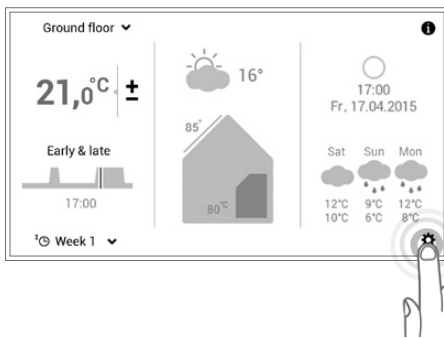 Ground floor
21,0°C ±
Early & late
17:00
Week 1
16°
85°
80°C
17:00
Fr, 17.04.2015
Sat Sun Mon
12°C 9°C 12°C
10°C 6°C 8°C